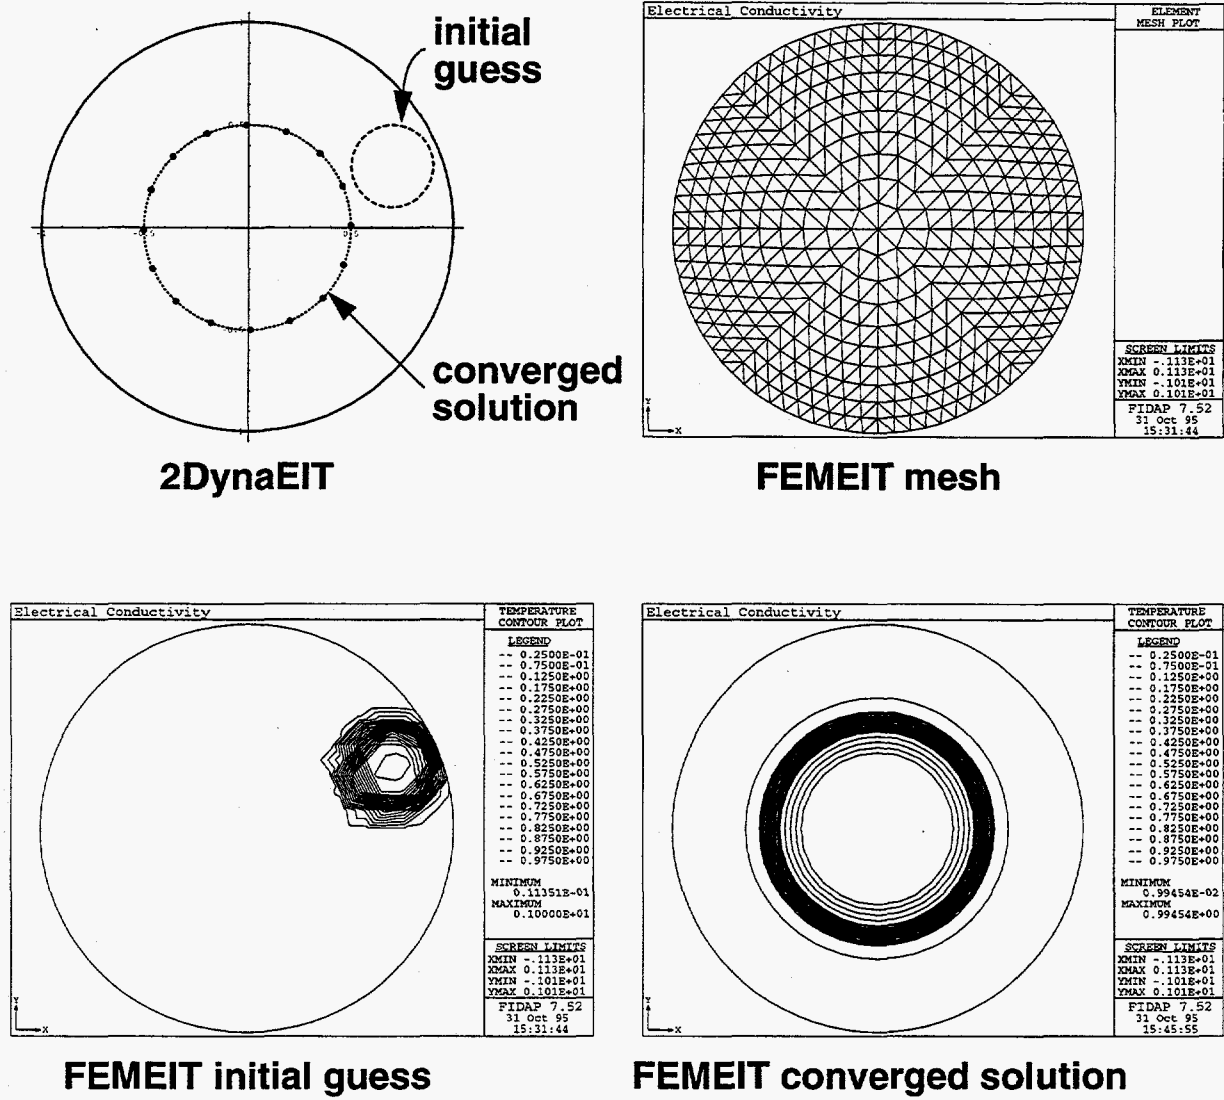 initial
guess
0.5
-1
-0.5
0.5
-0.5
-1
converged
solution
2DynaEIT
Electrical Conductivity
ELEMENT
MESH PLOT
SCREEN LIMITS
XMIN -.113E+01
XMAX 0.113E+01
YMIN -.101E+01
YMAX 0.101E+01
FIDAP 7.52
31 Oct 95
15:31:44
Y
X
FEMEIT mesh
Electrical Conductivity
TEMPERATURE
CONTOUR PLOT
LEGEND
-- 0.2500E-01
-- 0.7500E-01
-- 0.1250E+00
-- 0.1750E+00
-- 0.2250E+00
-- 0.2750E+00
-- 0.3250E+00
-- 0.3750E+00
-- 0.4250E+00
-- 0.4750E+00
-- 0.5250E+00
-- 0.5750E+00
-- 0.6250E+00
-- 0.6750E+00
-- 0.7250E+00
-- 0.7750E+00
-- 0.8250E+00
-- 0.8750E+00
-- 0.9250E+00
-- 0.9750E+00
MINIMUM
0.11351E-01
MAXIMUM
0.10000E+01
SCREEN LIMITS
XMIN -.113E+01
XMAX 0.113E+01
YMIN -.101E+01
YMAX 0.101E+01
FIDAP 7.52
31 Oct 95
15:31:44
Y
X
FEMEIT initial guess
Electrical Conductivity
TEMPERATURE
CONTOUR PLOT
LEGEND
-- 0.2500E-01
-- 0.7500E-01
-- 0.1250E+00
-- 0.1750E+00
-- 0.2250E+00
-- 0.2750E+00
-- 0.3250E+00
-- 0.3750E+00
-- 0.4250E+00
-- 0.4750E+00
-- 0.5250E+00
-- 0.5750E+00
-- 0.6250E+00
-- 0.6750E+00
-- 0.7250E+00
-- 0.7750E+00
-- 0.8250E+00
-- 0.8750E+00
-- 0.9250E+00
-- 0.9750E+00
MINIMUM
0.99454E-02
MAXIMUM
0.99454E+00
SCREEN LIMITS
XMIN -.113E+01
XMAX 0.113E+01
YMIN -.101E+01
YMAX 0.101E+01
FIDAP 7.52
31 Oct 95
15:45:55
Y
X
FEMEIT converged solution